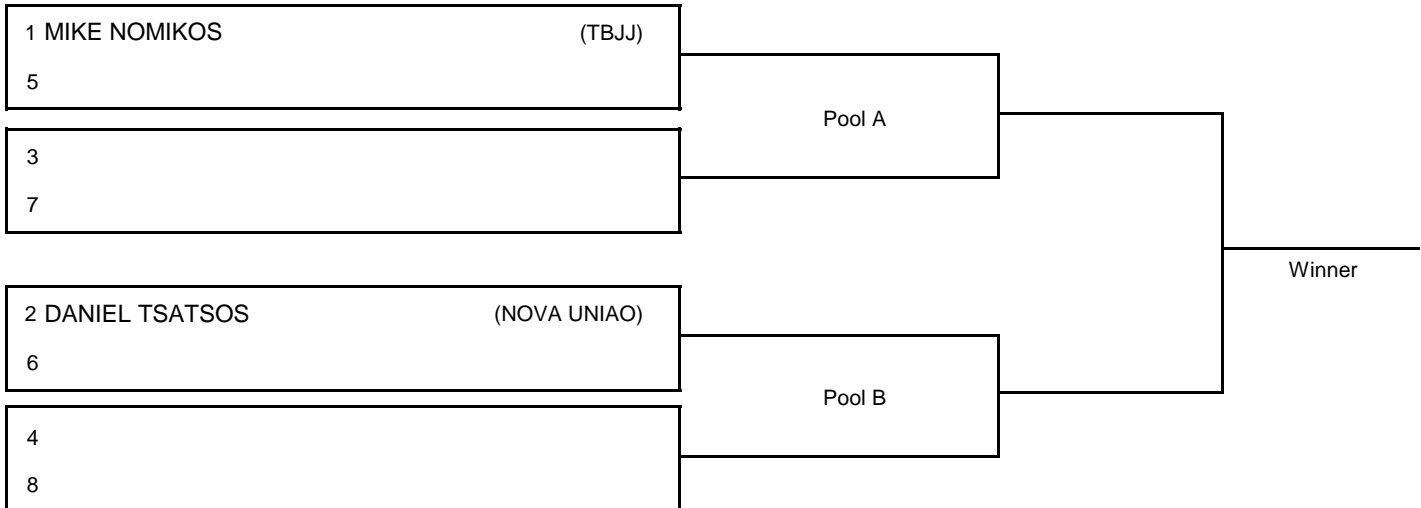 1 MIKE NOMIKOS (TBJJ)
5
Pool A
3
7
Winner
2 DANIEL TSATSOS (NOVA UNIAO)
6
Pool B
4
8